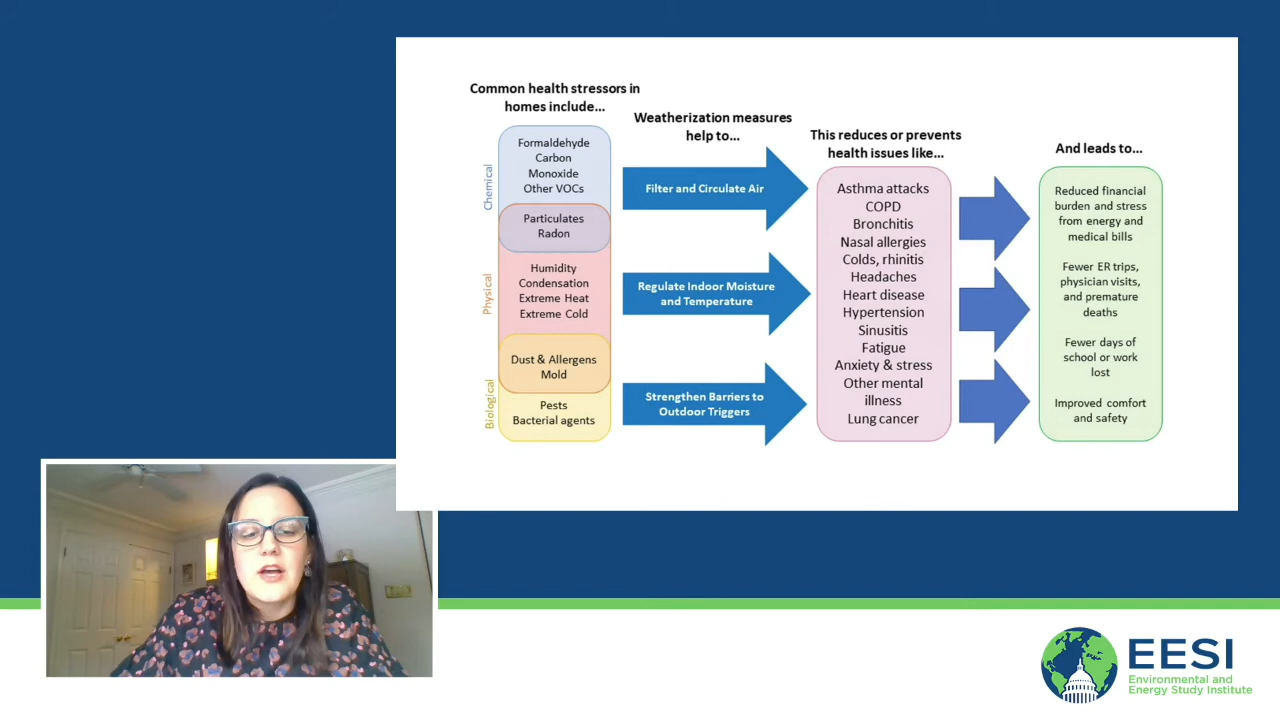 Common health stressors in
homes include...
Chemical
Formaldehyde
Carbon
Monoxide
Other VOCs
Particulates
Radon
Physical
Humidity
Condensation
Extreme Heat
Extreme Cold
Dust & Allergens
Mold
Biological
Pests
Bacterial agents
Weatherization measures
help to...
Filter and Circulate Air
Regulate Indoor Moisture
and Temperature
Strengthen Barriers to
Outdoor Triggers
This reduces or prevents
health issues like...
Asthma attacks
COPD
Bronchitis
Nasal allergies
Colds, rhinitis
Headaches
Heart disease
Hypertension
Sinusitis
Fatigue
Anxiety & stress
Other mental
illness
Lung cancer
And leads to...
Reduced financial
burden and stress
from energy and
medical bills
Fewer ER trips,
physician visits,
and premature
deaths
Fewer days of
school or work
lost
Improved comfort
and safety
EESI
Environmental and
Energy Study Institute